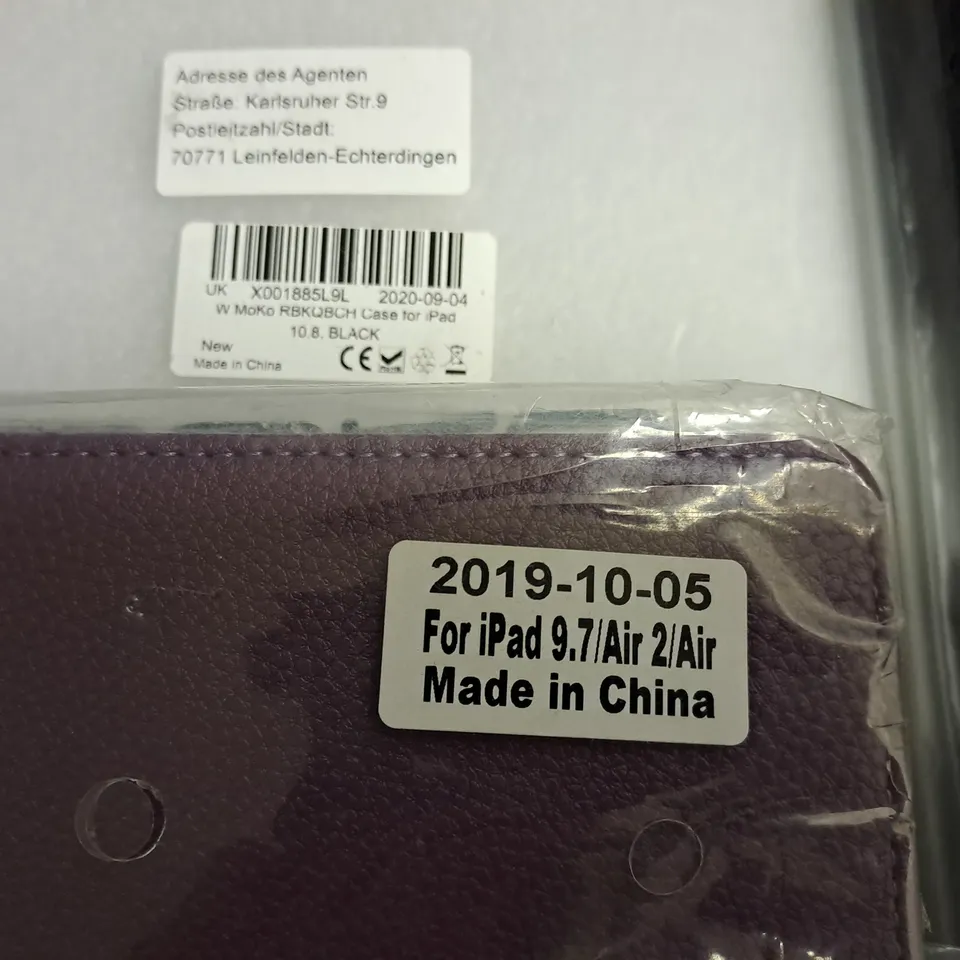 Adresse des Agenten
Straße: Karlsruher Str.9
Postleitzahl/Stadt:
70771 Leinfelden-Echterdingen
UK X001885L9L 2020-09-04
W MoKo RBKQBCH Case for iPad
10.8, BLACK
New
Made in China
CE
2019-10-05
For iPad 9.7/Air 2/Air
Made in China